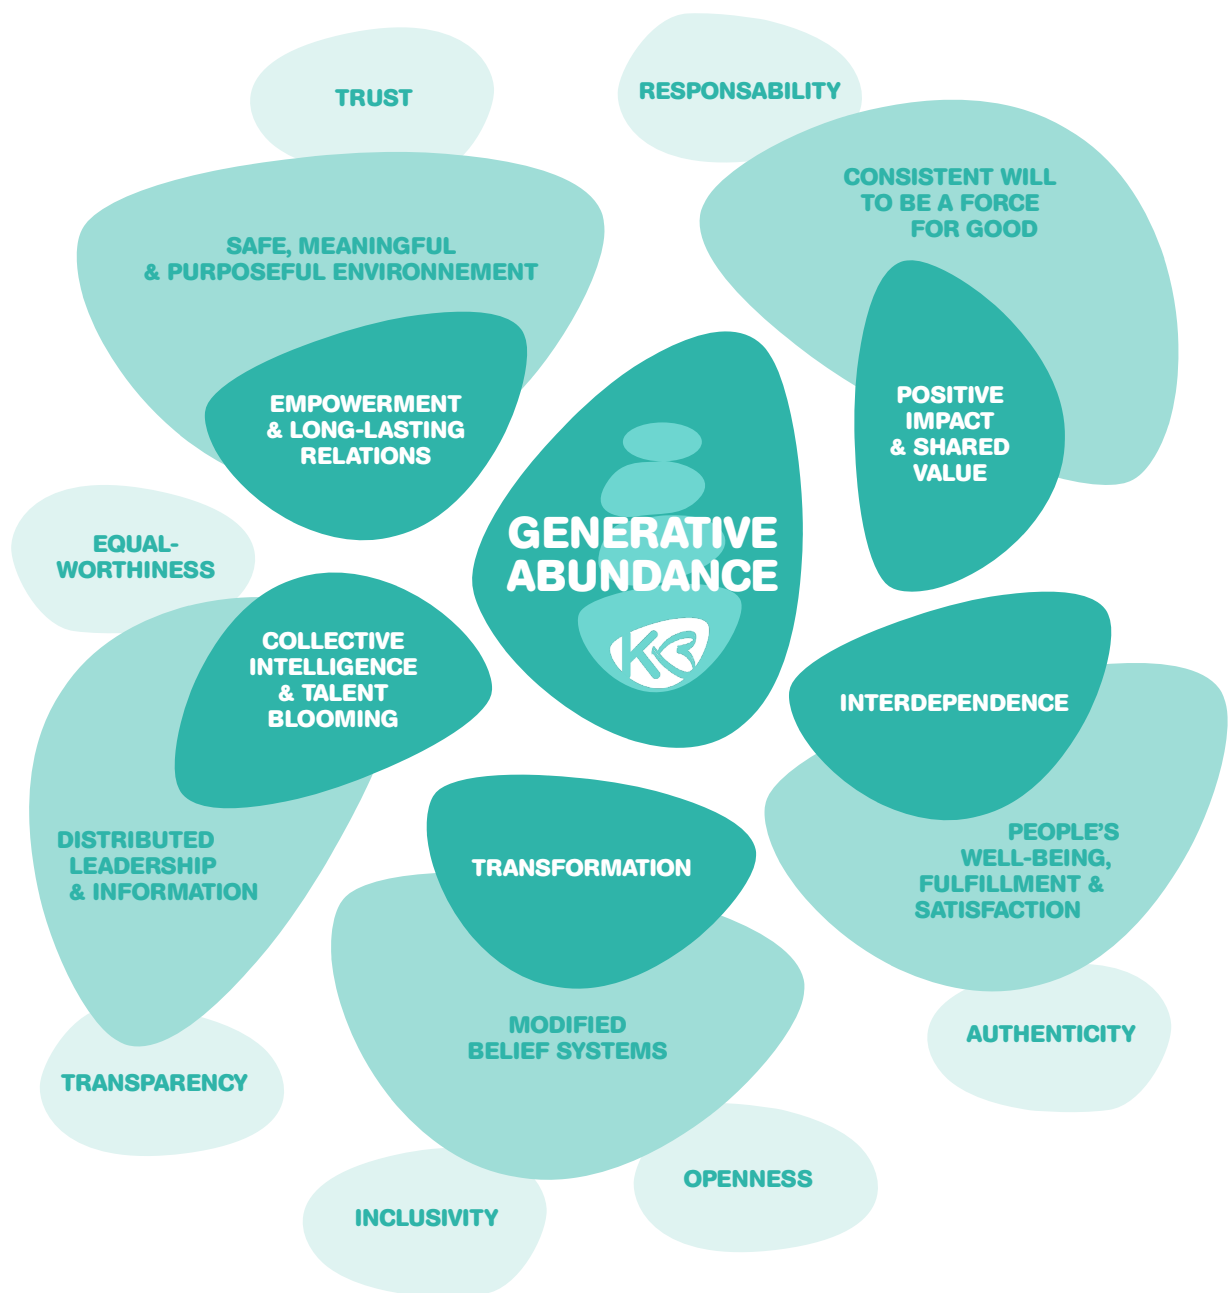 TRUST
RESPONSABILITY
CONSISTENT WILL
TO BE A FORCE
FOR GOOD
SAFE, MEANINGFUL
& PURPOSEFUL ENVIRONNEMENT
EMPOWERMENT
& LONG-LASTING
RELATIONS
POSITIVE
IMPACT
& SHARED
VALUE
GENERATIVE
ABUNDANCE
EQUAL-
WORTHINESS
COLLECTIVE
INTELLIGENCE
& TALENT
BLOOMING
INTERDEPENDENCE
DISTRIBUTED
LEADERSHIP
& INFORMATION
TRANSFORMATION
PEOPLE'S
WELL-BEING,
FULFILLMENT &
SATISFACTION
MODIFIED
BELIEF SYSTEMS
AUTHENTICITY
TRANSPARENCY
OPENNESS
INCLUSIVITY